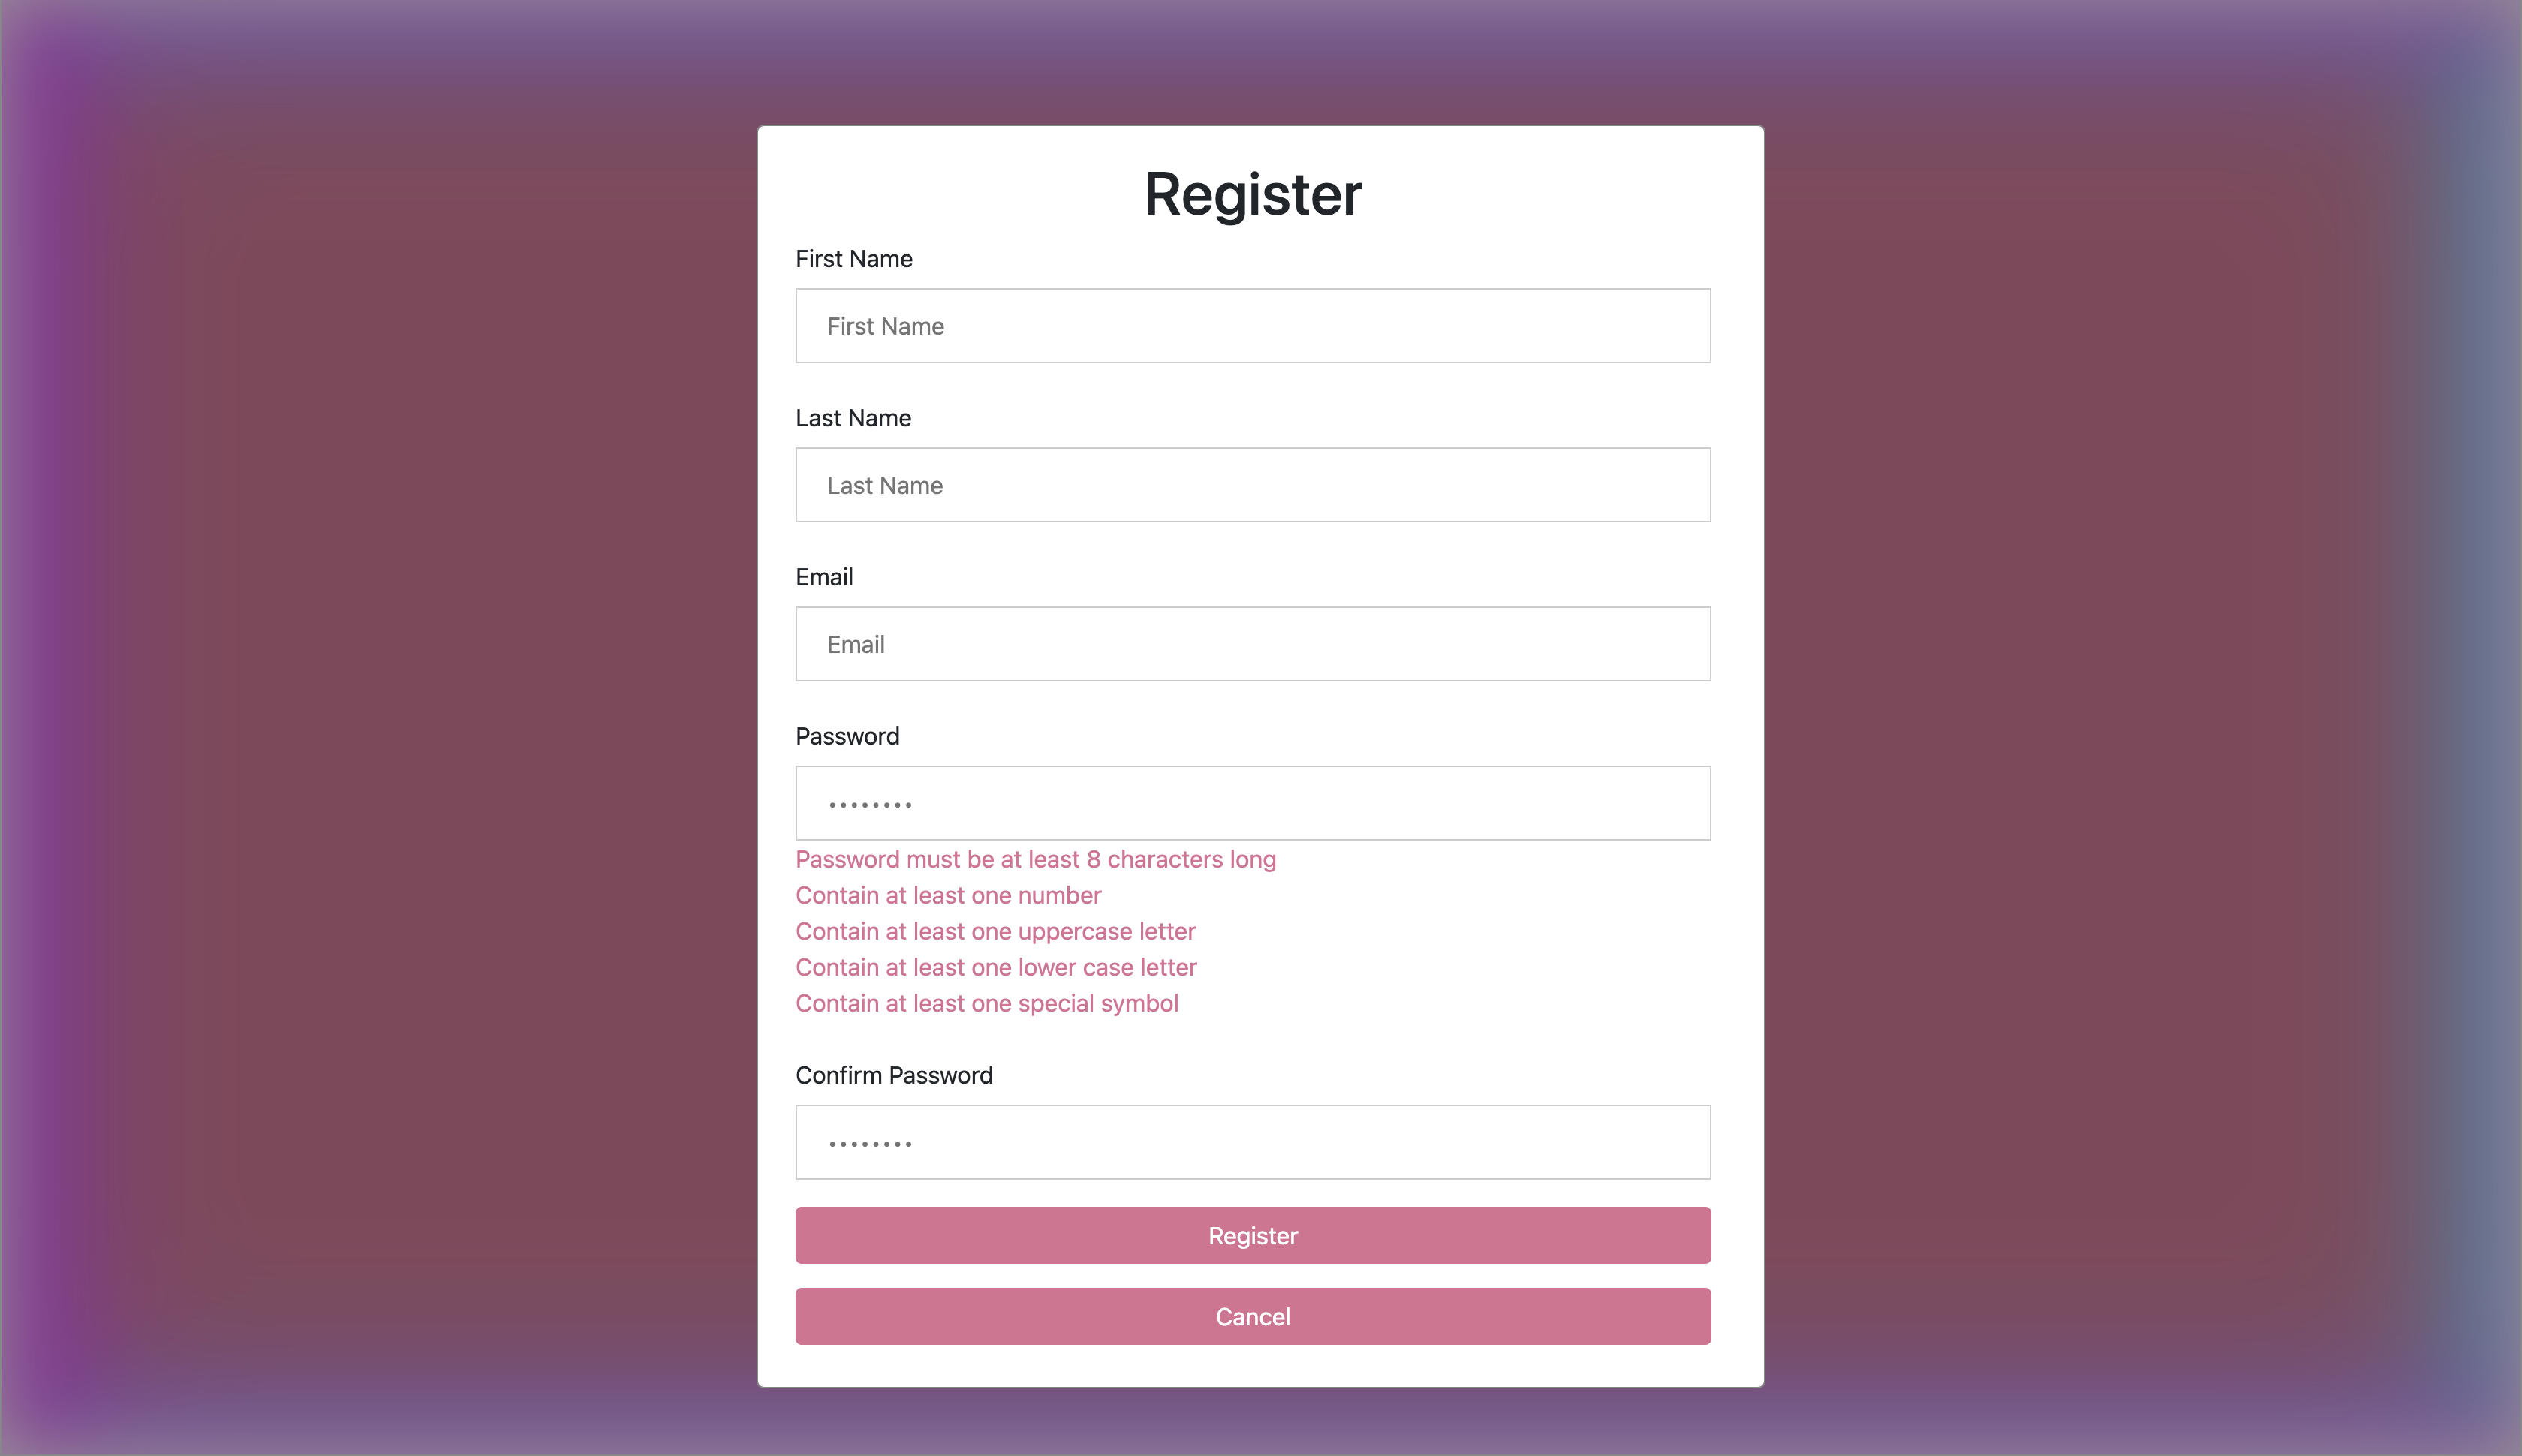 Register
First Name
First Name
Last Name
Last Name
Email
Email
Password
········
Password must be at least 8 characters long
Contain at least one number
Contain at least one uppercase letter
Contain at least one lower case letter
Contain at least one special symbol
Confirm Password
········
Register
Cancel